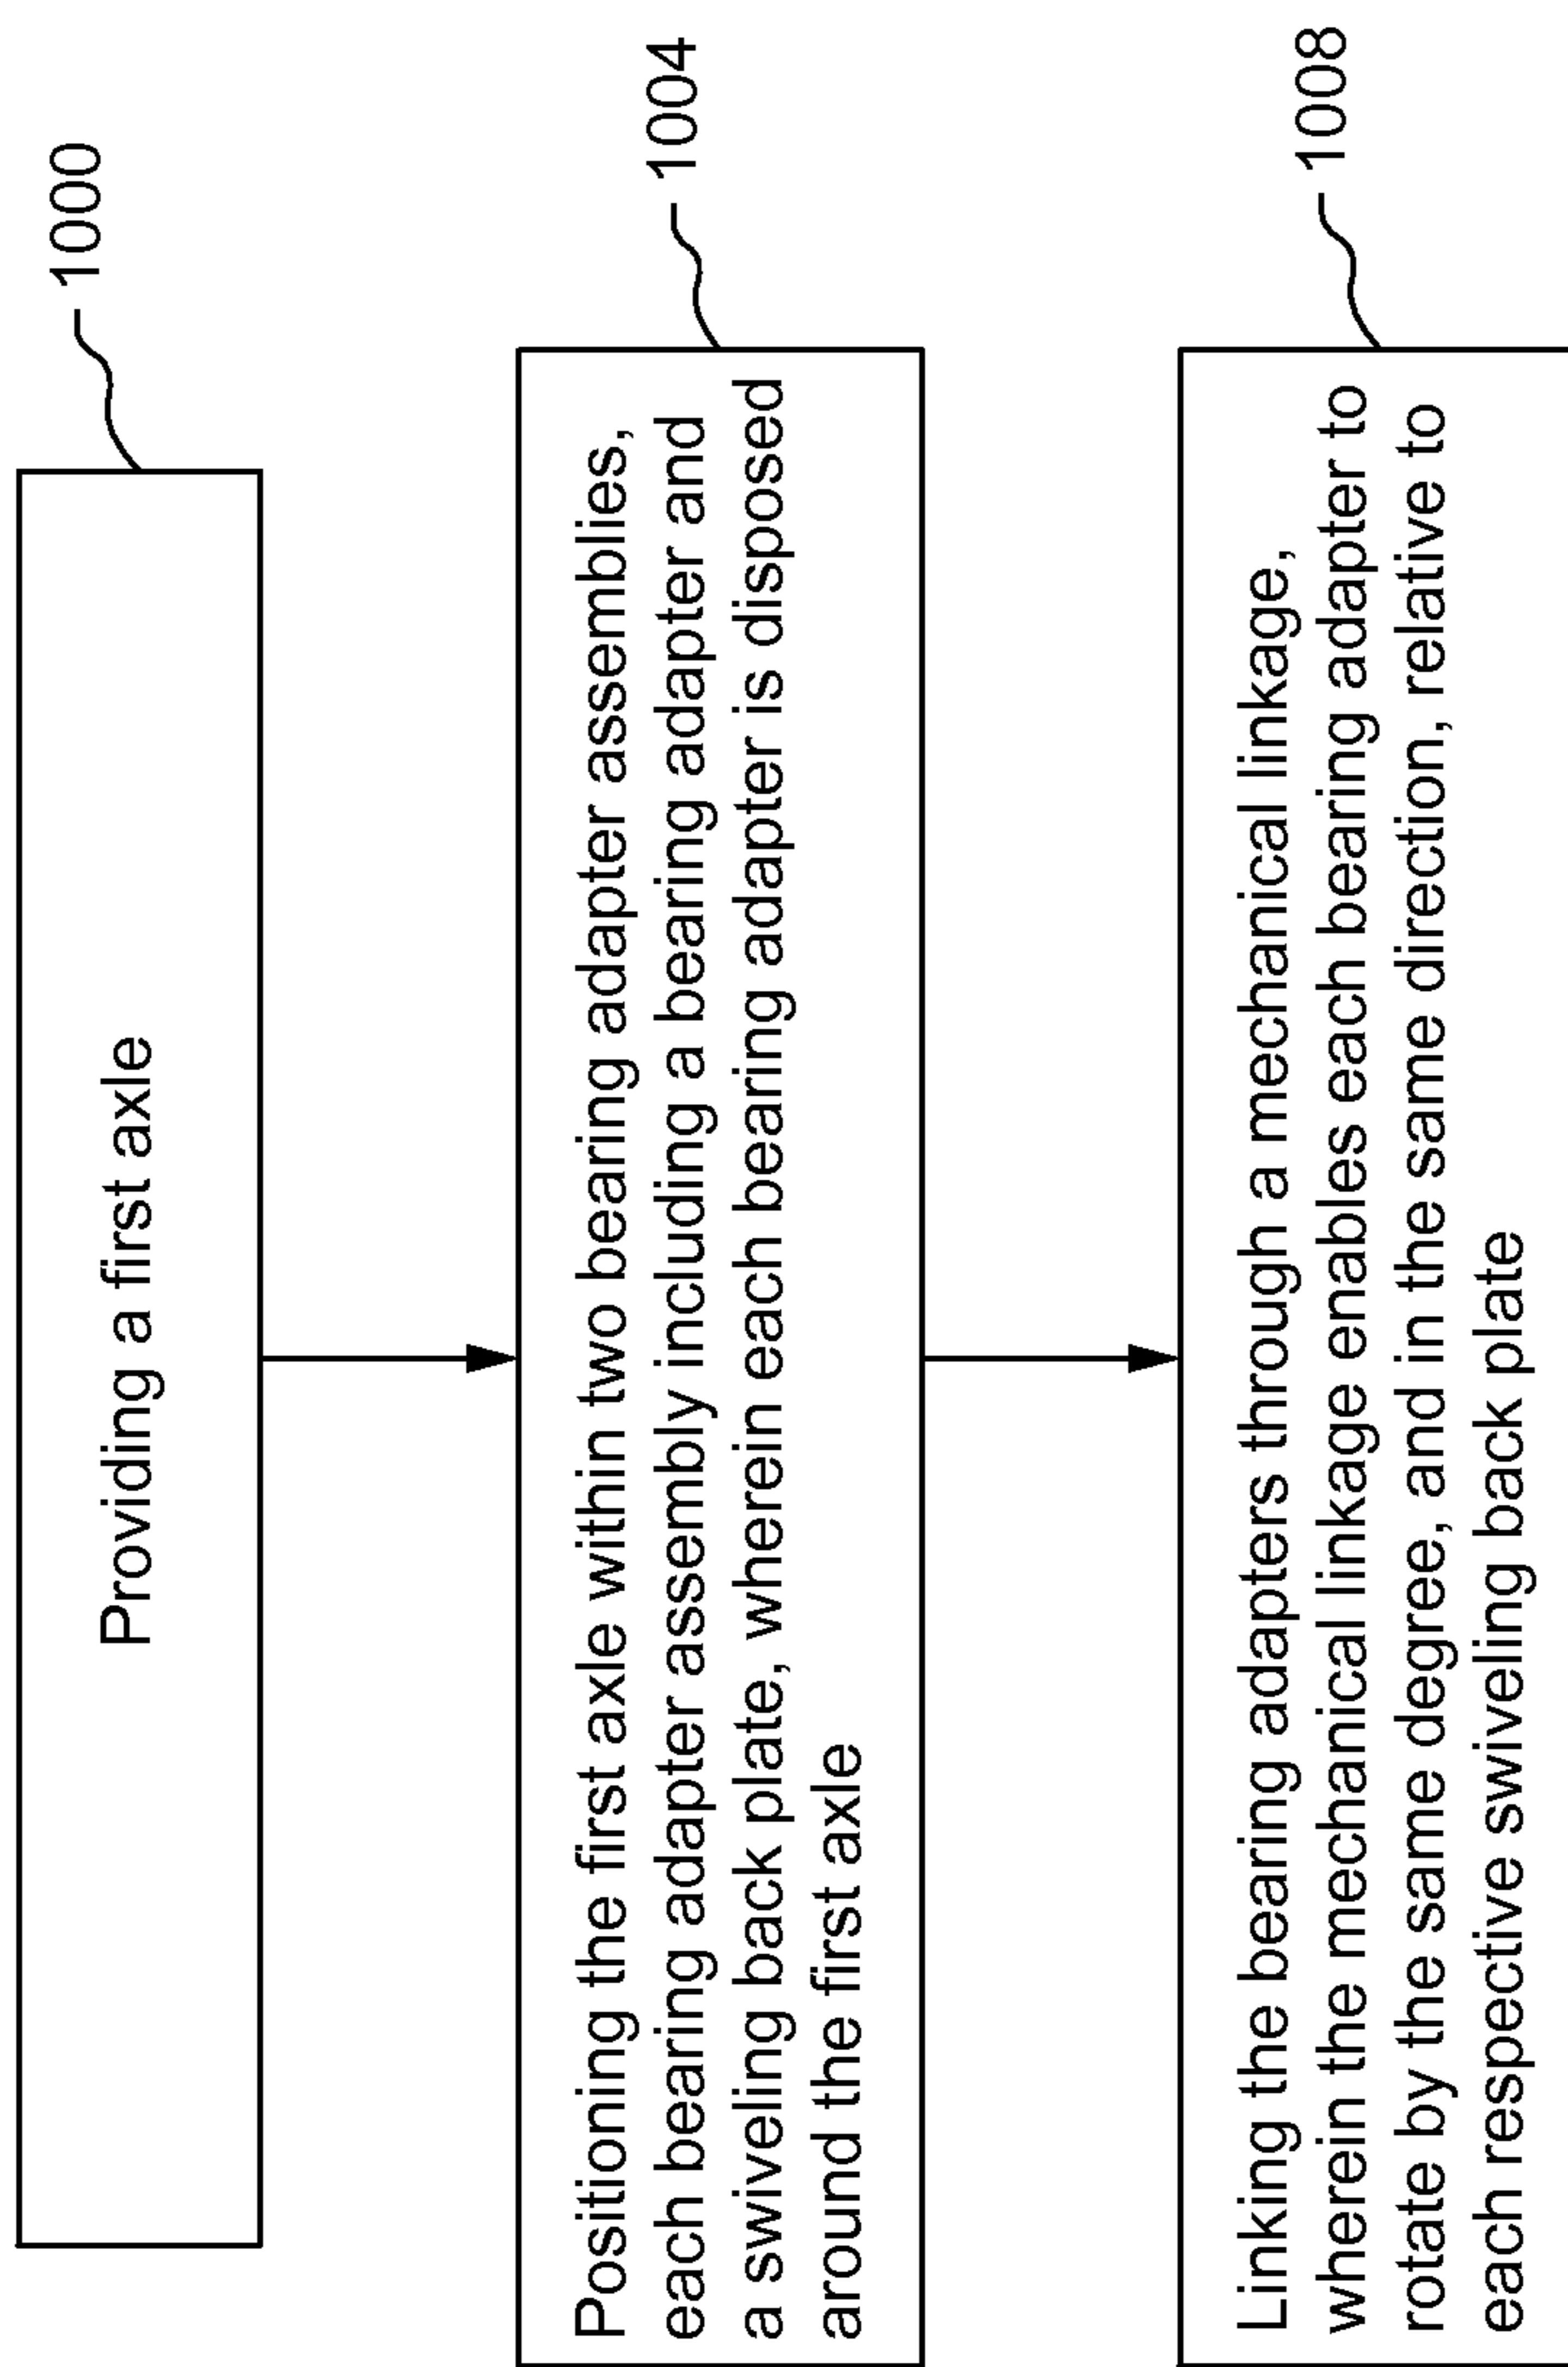 1000
Providing a first axle
1004
Positioning the first axle within two bearing adapter assemblies,
each bearing adapter assembly including a bearing adapter and
a swiveling back plate, wherein each bearing adapter is disposed
around the first axle
1008
Linking the bearing adapters through a mechanical linkage,
wherein the mechanical linkage enables each bearing adapter to
rotate by the same degree, and in the same direction, relative to
each respective swiveling back plate